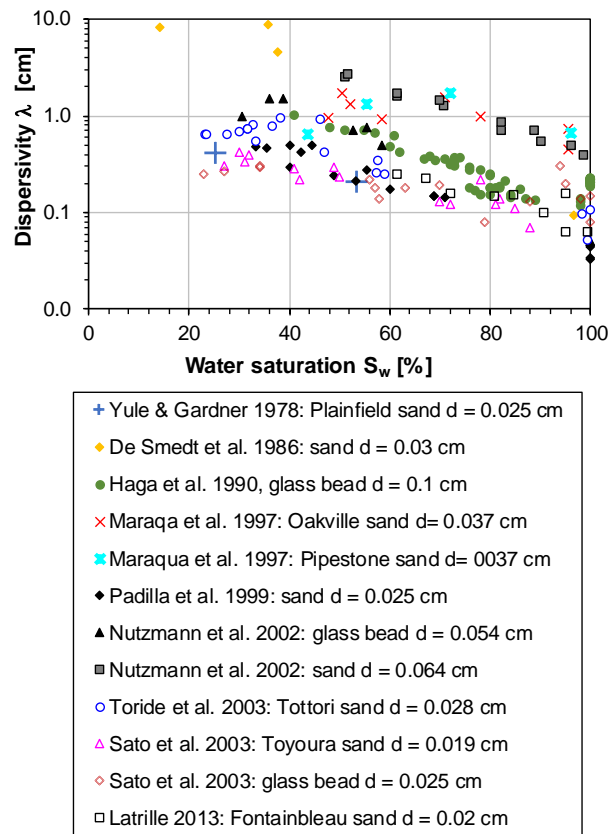 10.0
1.0
0.1
0.0
Dispersivity λ [cm]
0 20 40 60 80 100
Water saturation Sw [%]
Yule & Gardner 1978: Plainfield sand d = 0.025 cm
De Smedt et al. 1986: sand d = 0.03 cm
Haga et al. 1990, glass bead d = 0.1 cm
Maraqa et al. 1997: Oakville sand d= 0.037 cm
Maraqua et al. 1997: Pipestone sand d= 0037 cm
Padilla et al. 1999: sand d = 0.025 cm
Nutzmann et al. 2002: glass bead d = 0.054 cm
Nutzmann et al. 2002: sand d = 0.064 cm
Toride et al. 2003: Tottori sand d = 0.028 cm
Sato et al. 2003: Toyoura sand d = 0.019 cm
Sato et al. 2003: glass bead d = 0.025 cm
Latrille 2013: Fontainbleau sand d = 0.02 cm